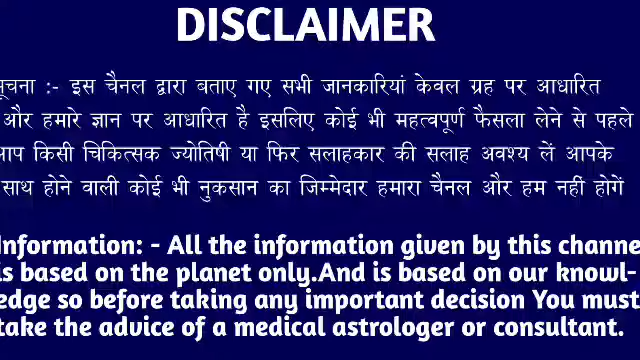 DISCLAIMER
सूचना :- इस चैनल द्वारा बताए गए सभी जानकारियां केवल ग्रह पर आधारित
और हमारे ज्ञान पर आधारित है इसलिए कोई भी महत्वपूर्ण फैसला लेने से पहले
आप किसी चिकित्सक ज्योतिषी या फिर सलाहकार की सलाह अवश्य लें आपके
साथ होने वाली कोई भी नुकसान का जिम्मेदार हमारा चैनल और हम नहीं होगें
Information: - All the information given by this channe
is based on the planet only.And is based on our knowl-
edge so before taking any important decision You must
take the advice of a medical astrologer or consultant.